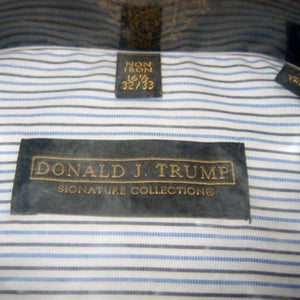 NON
IRON
16½
32/33
DONALD J. TRUMP
SIGNATURE COLLECTION®